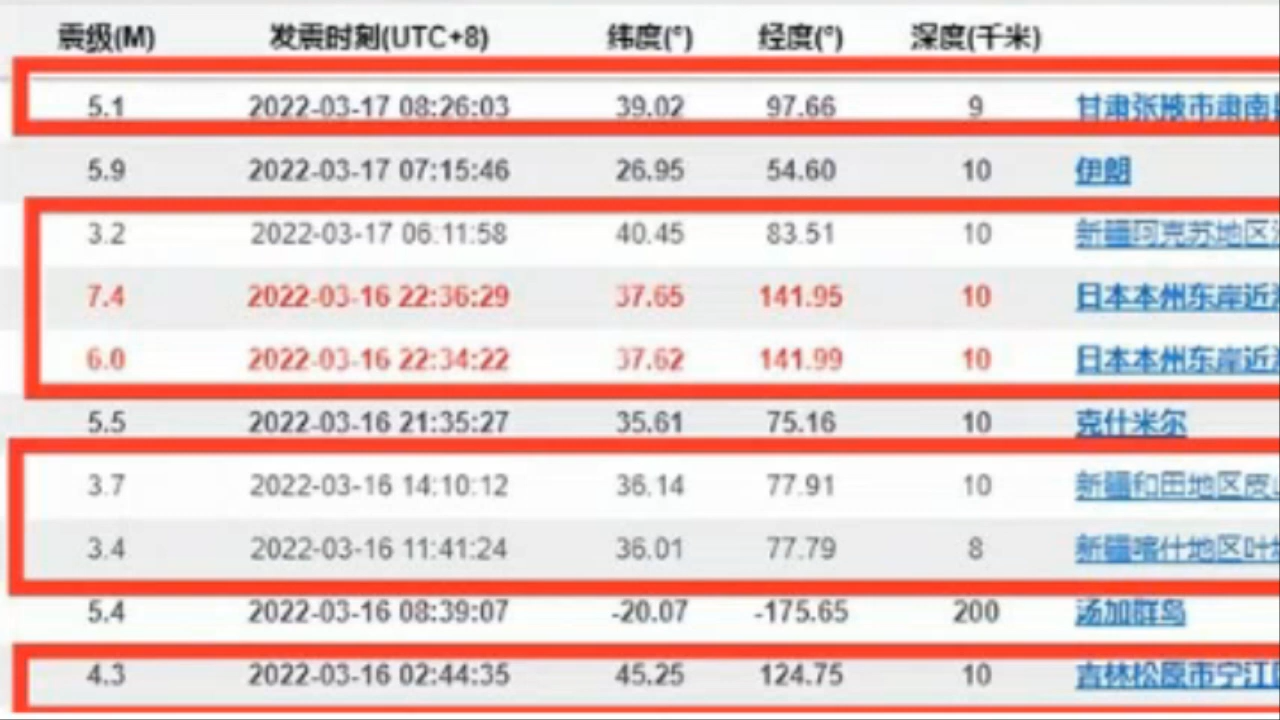 震级(M) 发震时刻(UTC+8) 纬度(°) 经度(°) 深度(千米)
5.1 2022-03-17 08:26:03 39.02 97.66 9 甘肃张掖市肃南
5.9 2022-03-17 07:15:46 26.95 54.60 10 伊朗
3.2 2022-03-17 06:11:58 40.45 83.51 10 新疆阿克苏地区
7.4 2022-03-16 22:36:29 37.65 141.95 10 日本本州东岸近
6.0 2022-03-16 22:34:22 37.62 141.99 10 日本本州东岸近
5.5 2022-03-16 21:35:27 35.61 75.16 10 克什米尔
3.7 2022-03-16 14:10:12 36.14 77.91 10 新疆和田地区皮
3.4 2022-03-16 11:41:24 36.01 77.79 8 新疆喀什地区叶
5.4 2022-03-16 08:39:07 -20.07 -175.65 200 汤加群岛
4.3 2022-03-16 02:44:35 45.25 124.75 10 吉林松原市宁江